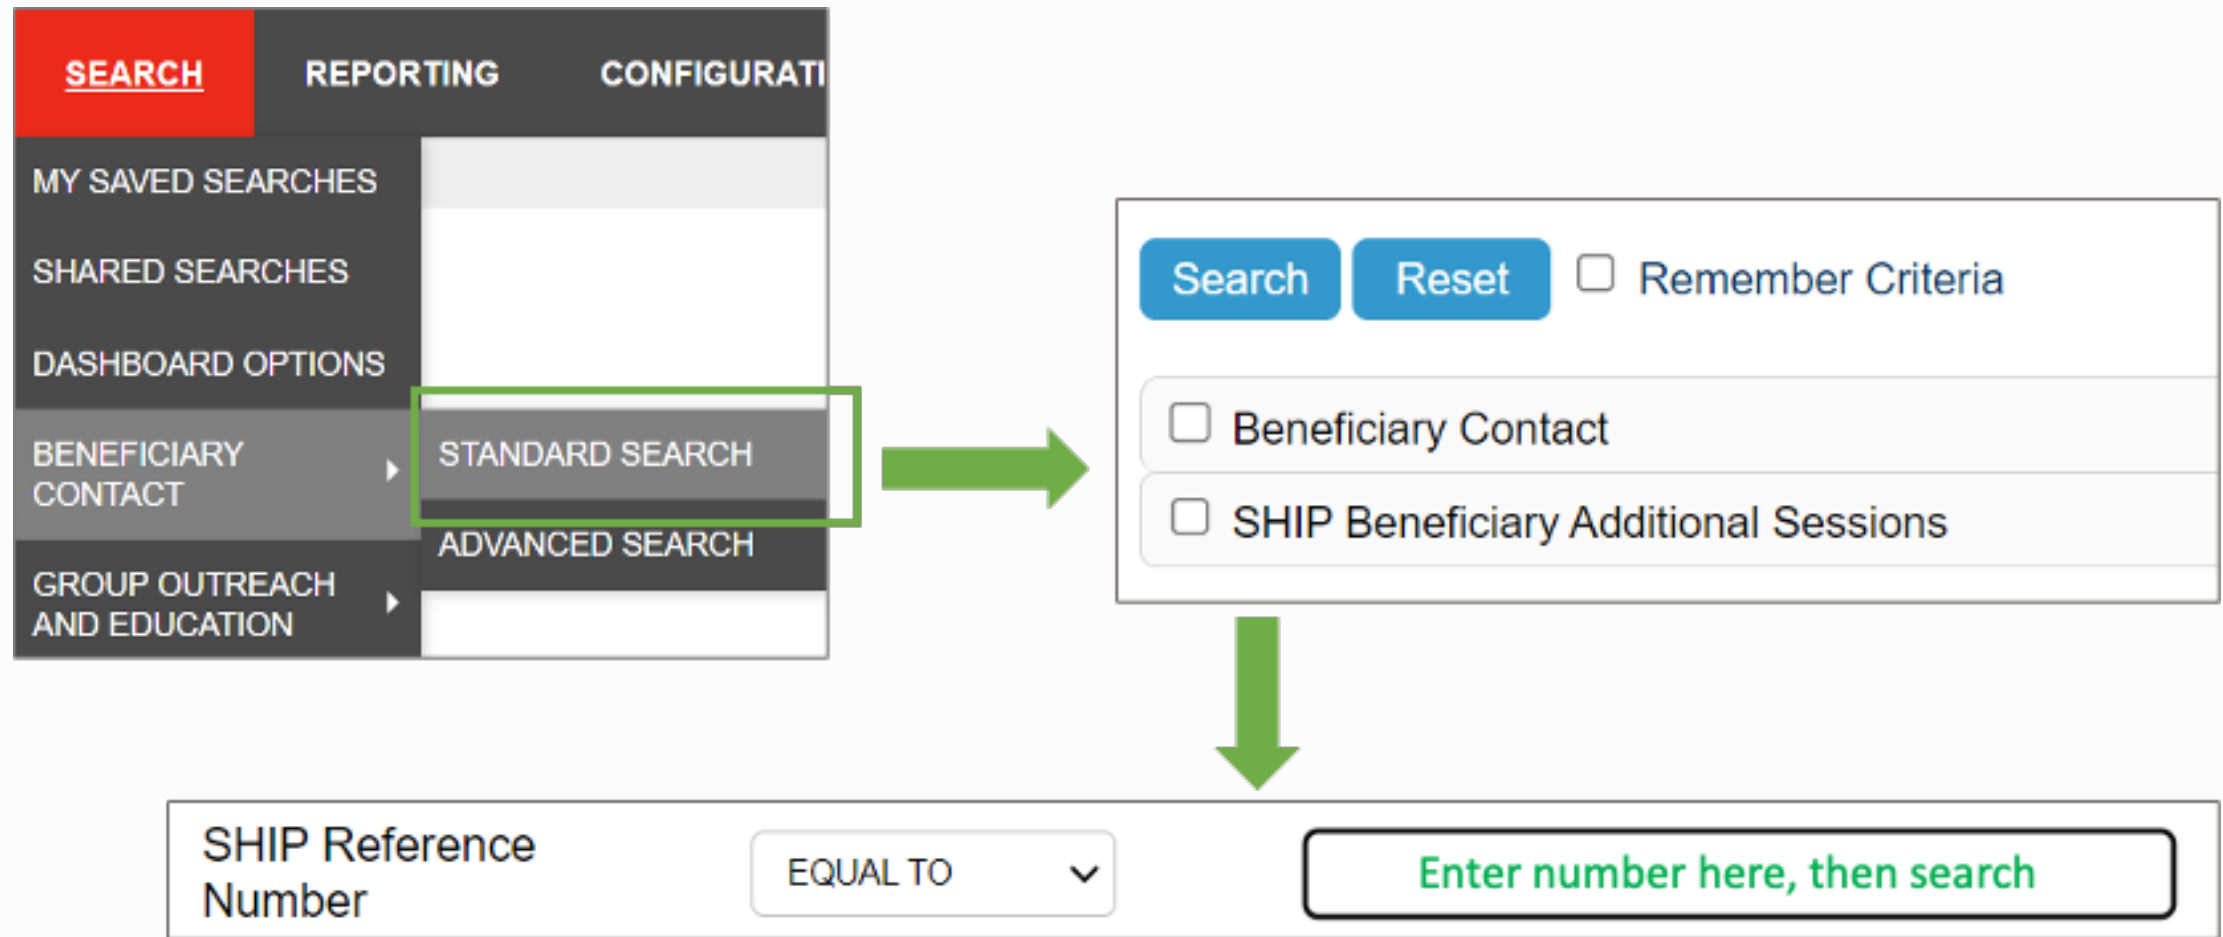 SEARCH REPORTING CONFIGURATI
MY SAVED SEARCHES
SHARED SEARCHES
DASHBOARD OPTIONS
BENEFICIARY
CONTACT
STANDARD SEARCH
ADVANCED SEARCH
GROUP OUTREACH
AND EDUCATION
Search Reset Remember Criteria
Beneficiary Contact
SHIP Beneficiary Additional Sessions
SHIP Reference
Number
EQUAL TO
Enter number here, then search